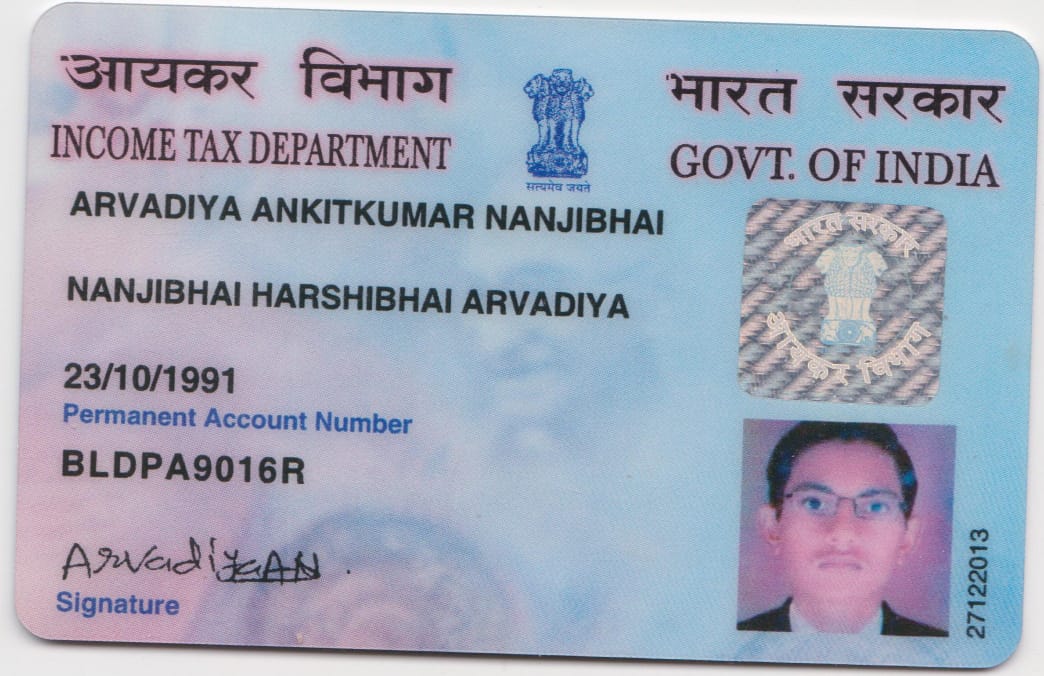 आयकर विभाग
INCOME TAX DEPARTMENT
सत्यमेव जयते
भारत सरकार
GOVT. OF INDIA
ARVADIYA ANKITKUMAR NANJIBHAI
NANJIBHAI HARSHIBHAI ARVADIYA
23/10/1991
Permanent Account Number
BLDPA9016R
ArvadiyaAN.
Signature
भारत सरकार
आयकर विभाग
27122013